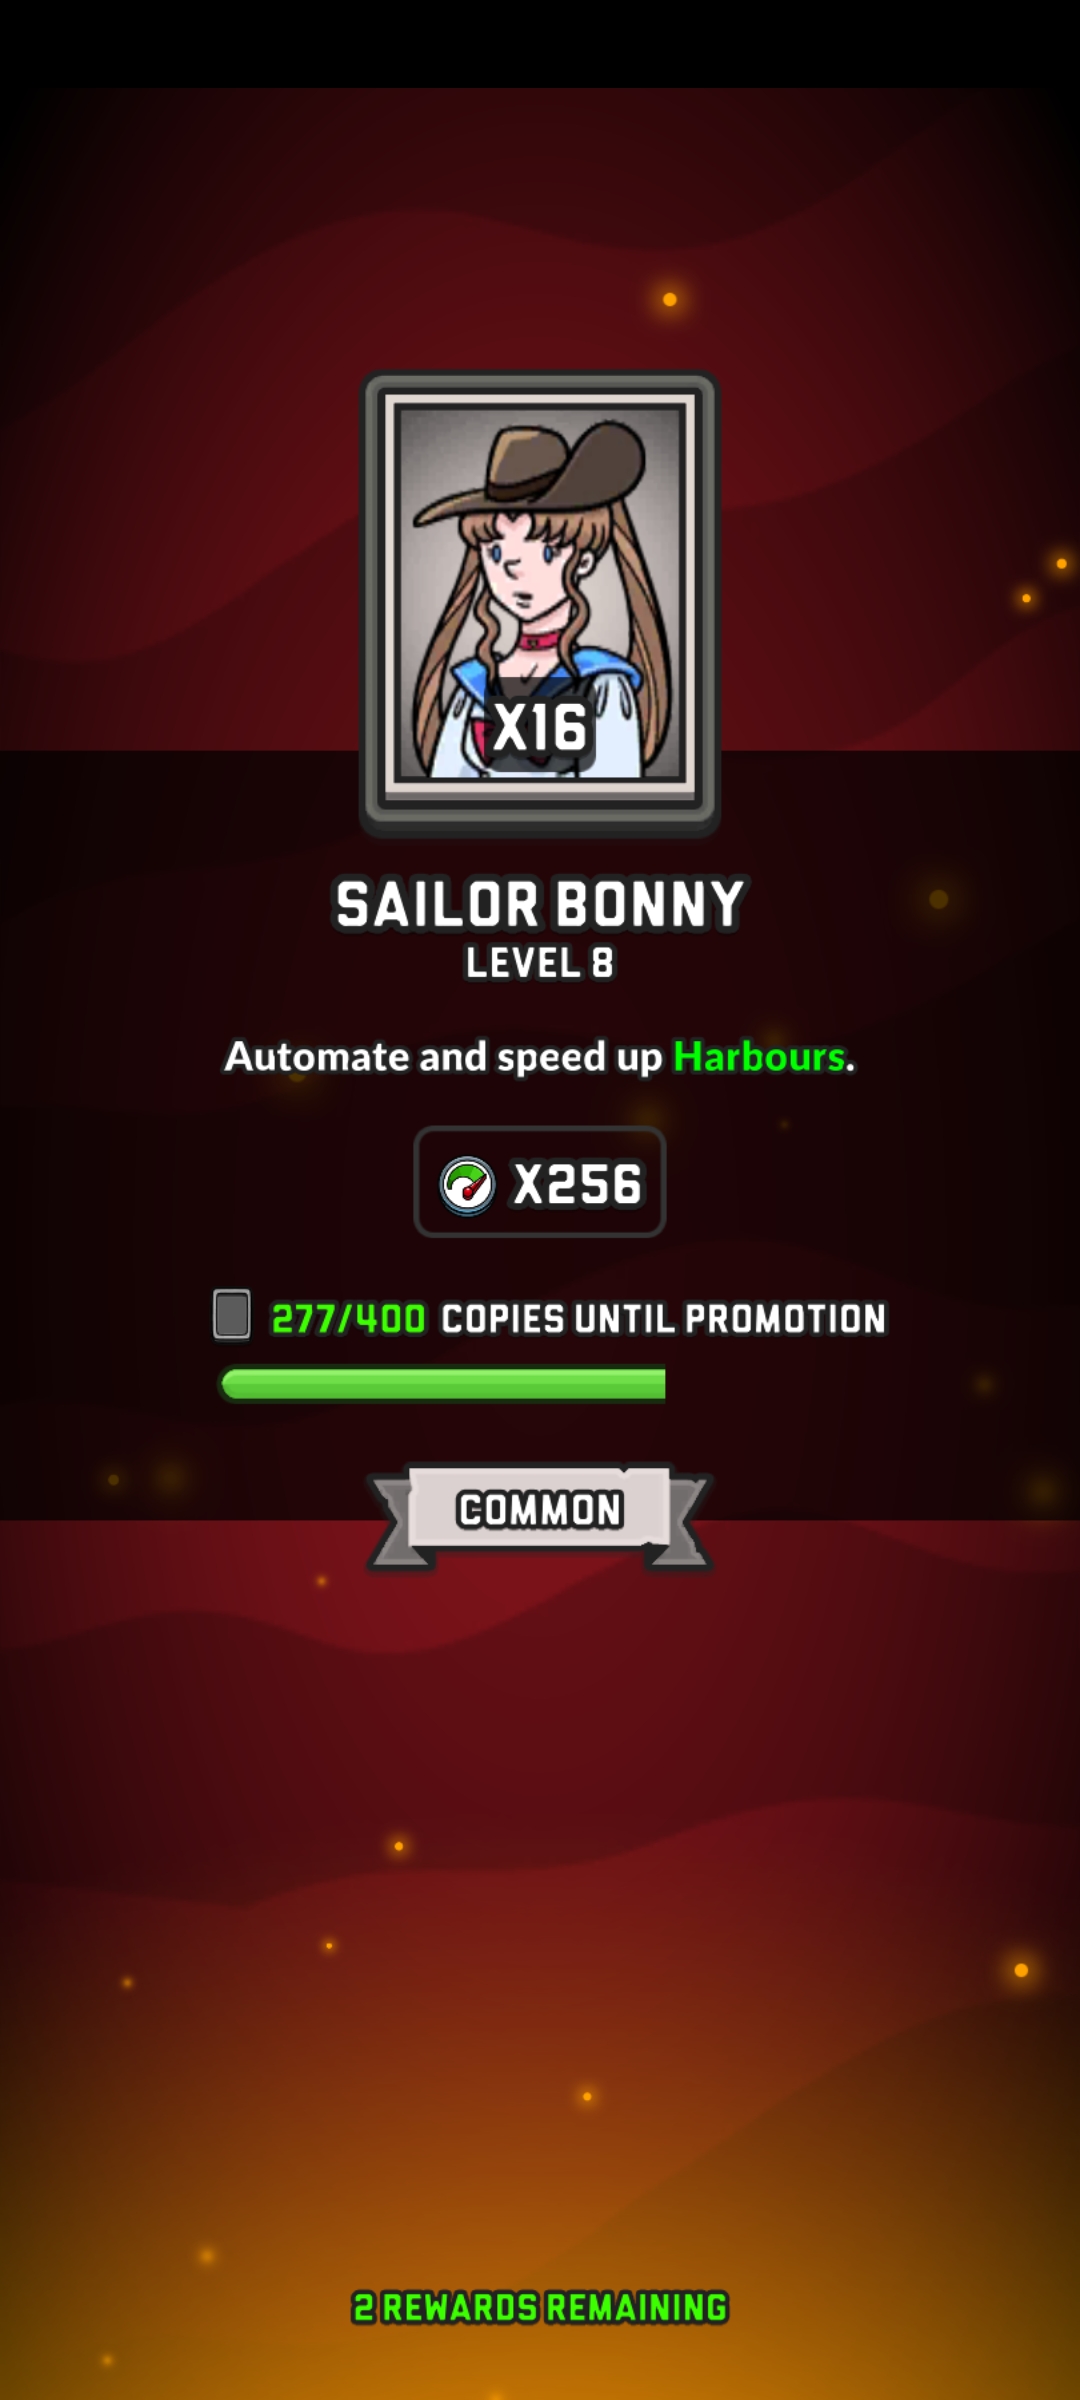 X16
SAILOR BONNY
LEVEL 8
Automate and speed up Harbours.
X256
277/400 COPIES UNTIL PROMOTION
COMMON
2 REWARDS REMAINING